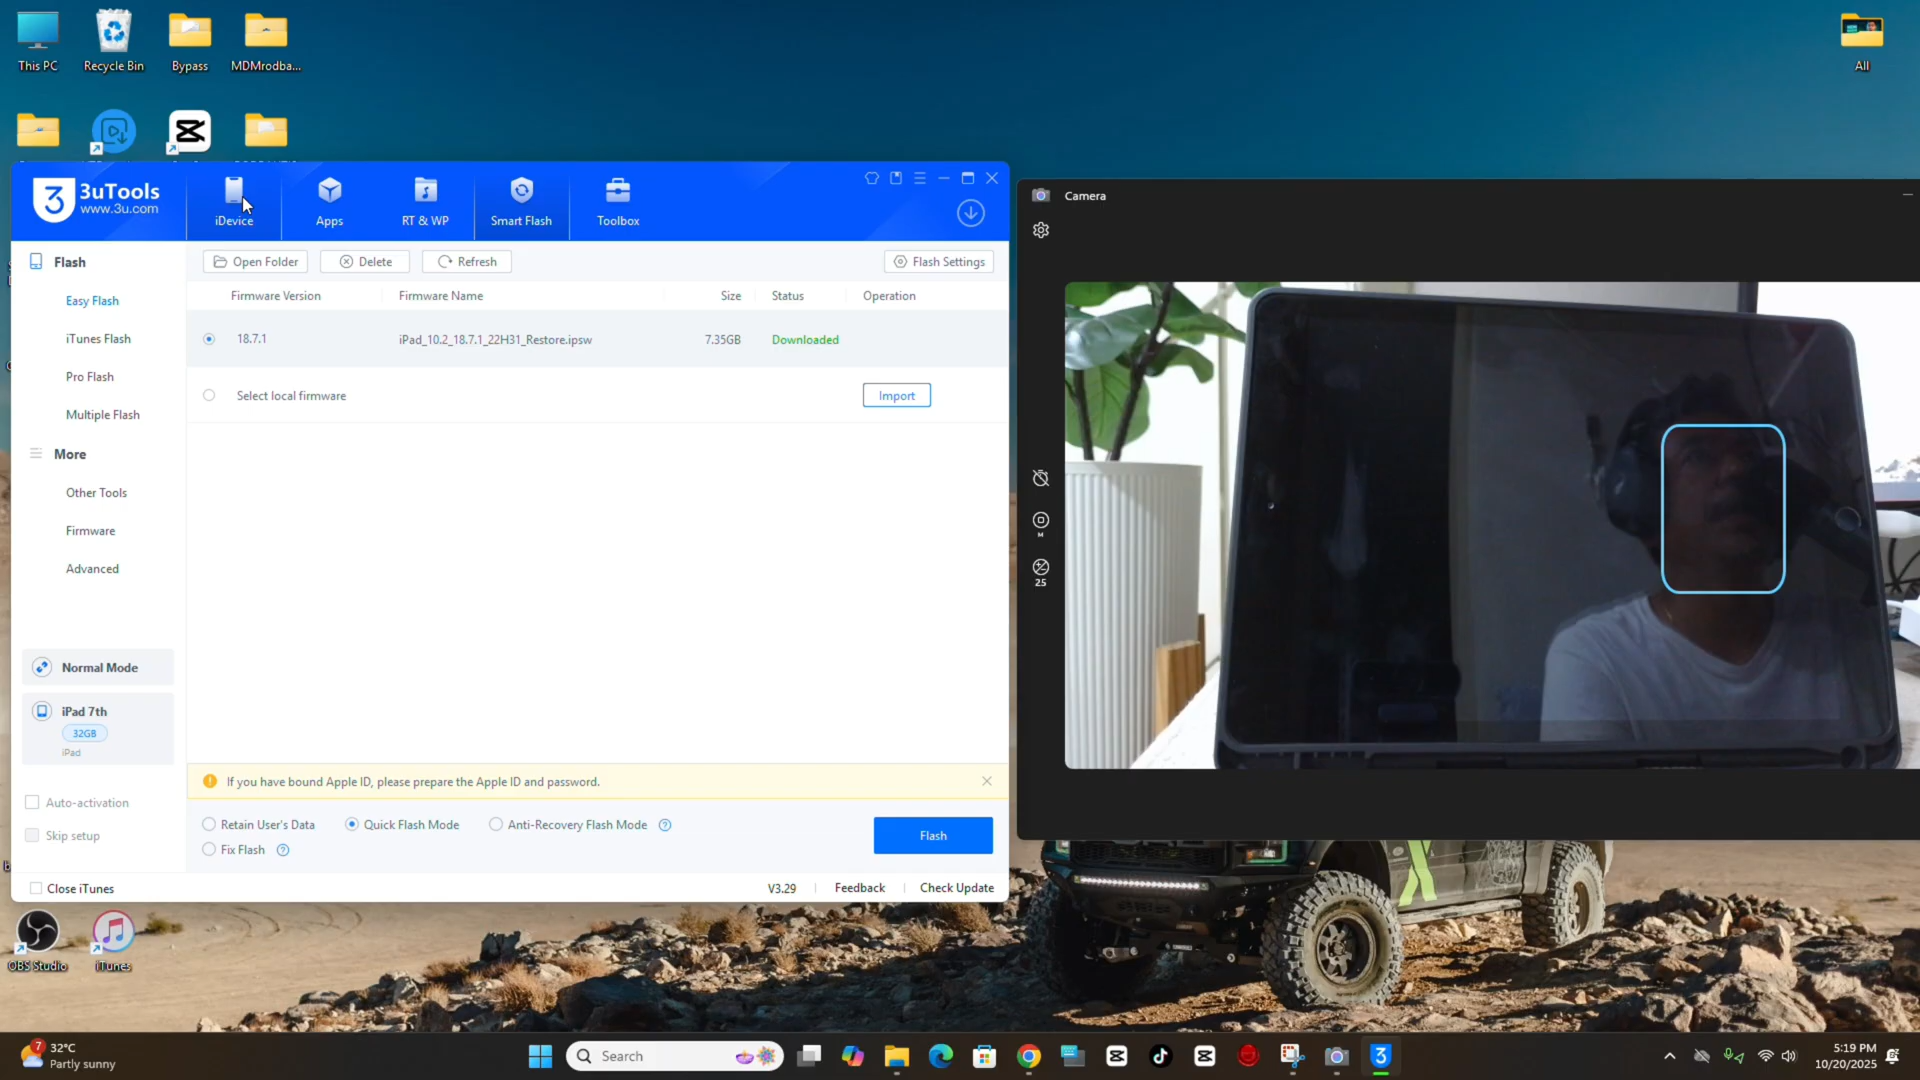 This PC
Recycle Bin
Bypass
MDMrodba...
All
3
3uTools
www.3u.com
iDevice
Apps
RT & WP
Smart Flash
Toolbox
Camera
Flash
Open Folder
Delete
Refresh
Flash Settings
Easy Flash
iTunes Flash
Pro Flash
Multiple Flash
More
Other Tools
Firmware
Advanced
Firmware Version
Firmware Name
Size
Status
Operation
18.7.1
iPad_10.2_18.7.1_22H31_Restore.ipsw
7.35GB
Downloaded
Select local firmware
Import
M
25
Normal Mode
iPad 7th
32GB
iPad
Auto-activation
Skip setup
If you have bound Apple ID, please prepare the Apple ID and password.
Retain User's Data
Quick Flash Mode
Anti-Recovery Flash Mode
Fix Flash
Flash
Close iTunes
V3.29
Feedback
Check Update
OBS Studio
iTunes
7
32°C
Partly sunny
Search
3
5:19 PM
10/20/2025